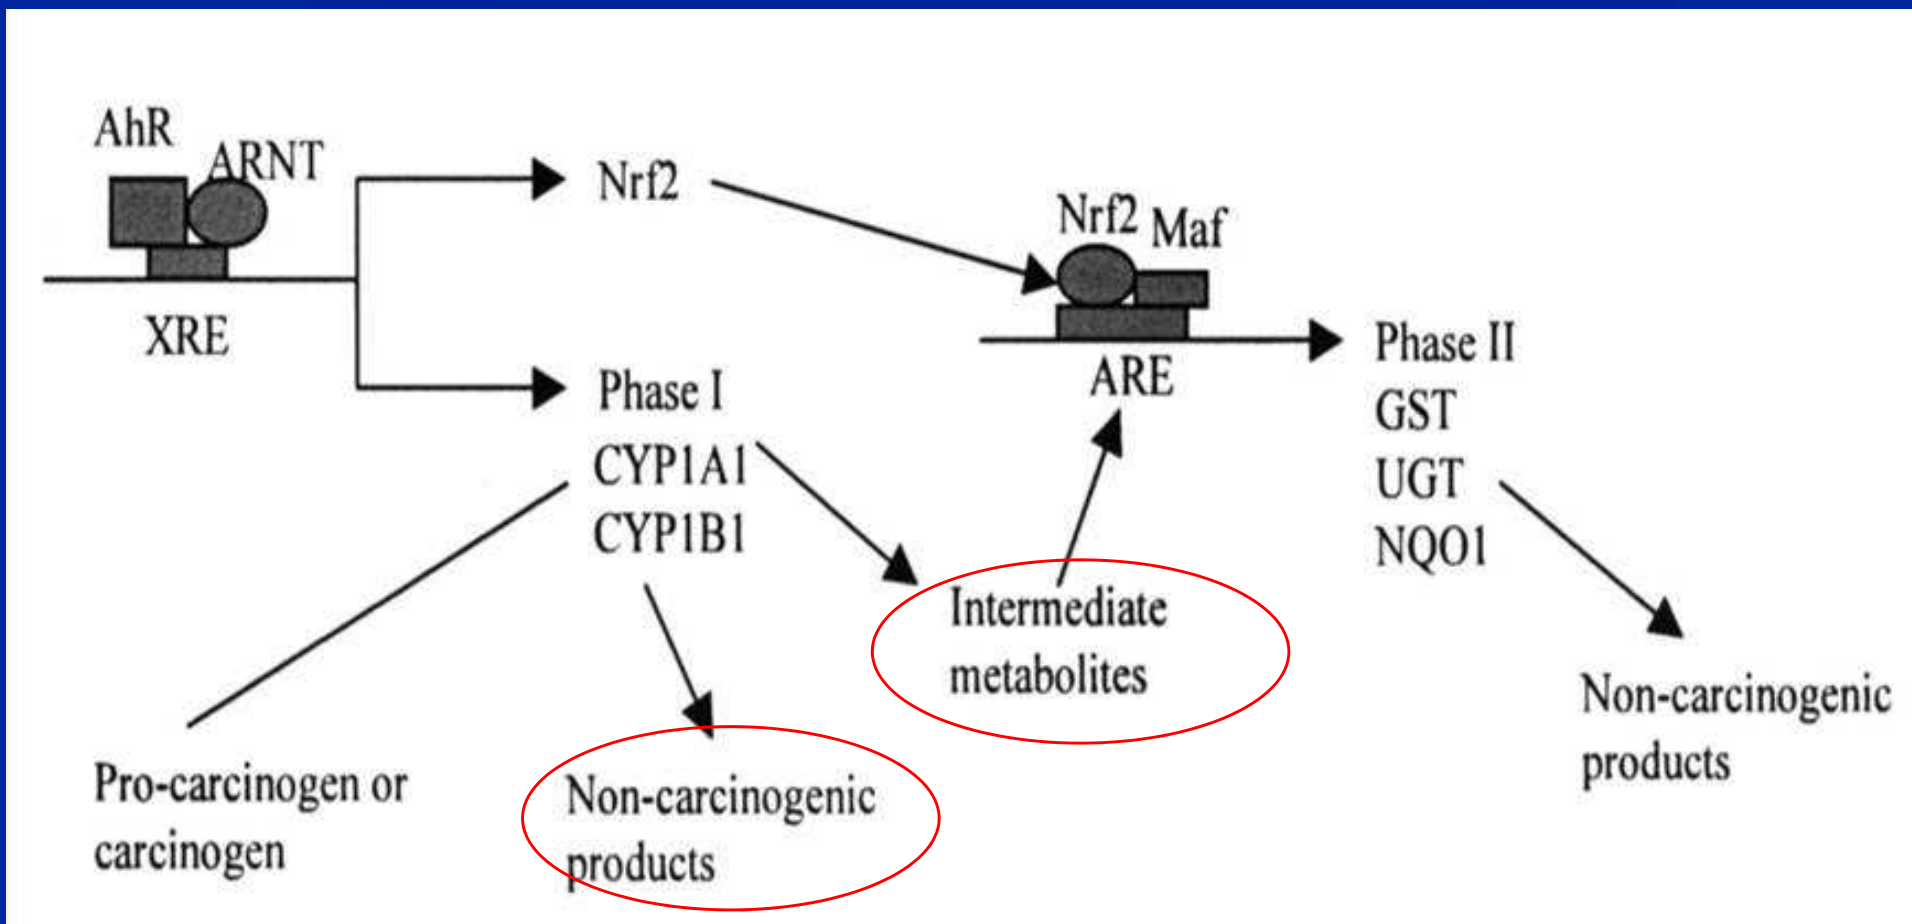 AhR
ARNT
XRE
Nrf2
Phase I
CYP1A1
CYP1B1
Pro-carcinogen or
carcinogen
Non-carcinogenic
products
Intermediate
metabolites
Nrf2 Maf
ARE
Phase II
GST
UGT
NQO1
Non-carcinogenic
products